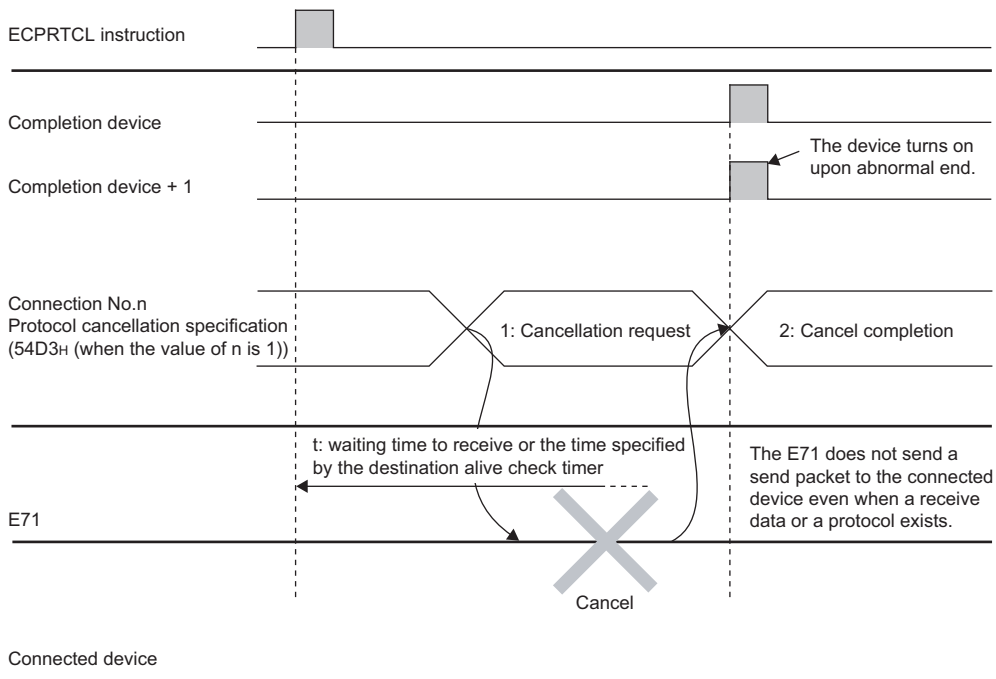 ECPRTCL instruction
Completion device
The device turns on
upon abnormal end.
Completion device + 1
Connection No.n
Protocol cancellation specification
(54D3H (when the value of n is 1))
1: Cancellation request
2: Cancel completion
t: waiting time to receive or the time specified
by the destination alive check timer
The E71 does not send a
send packet to the connected
device even when a receive
data or a protocol exists.
E71
Cancel
Connected device